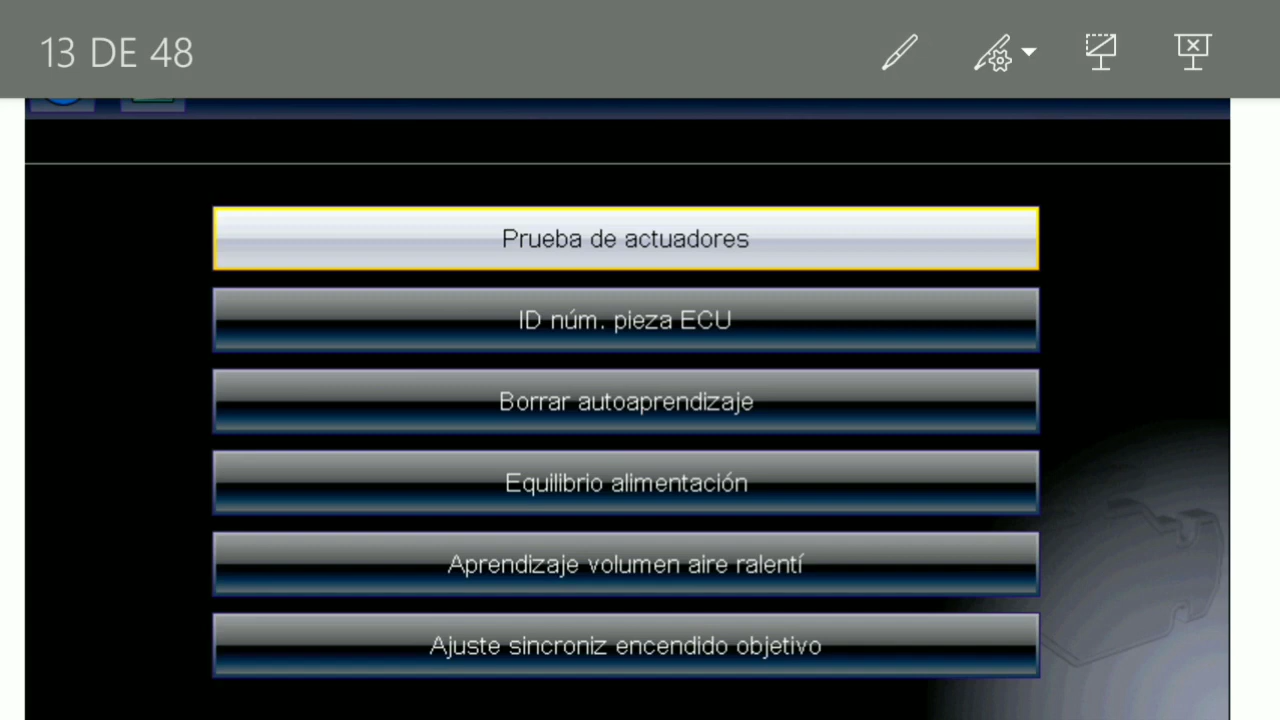 13 DE 48
Prueba de actuadores
ID núm. pieza ECU
Borrar autoaprendizaje
Equilibrio alimentación
Aprendizaje volumen aire ralentí
Ajuste sincroniz encendido objetivo